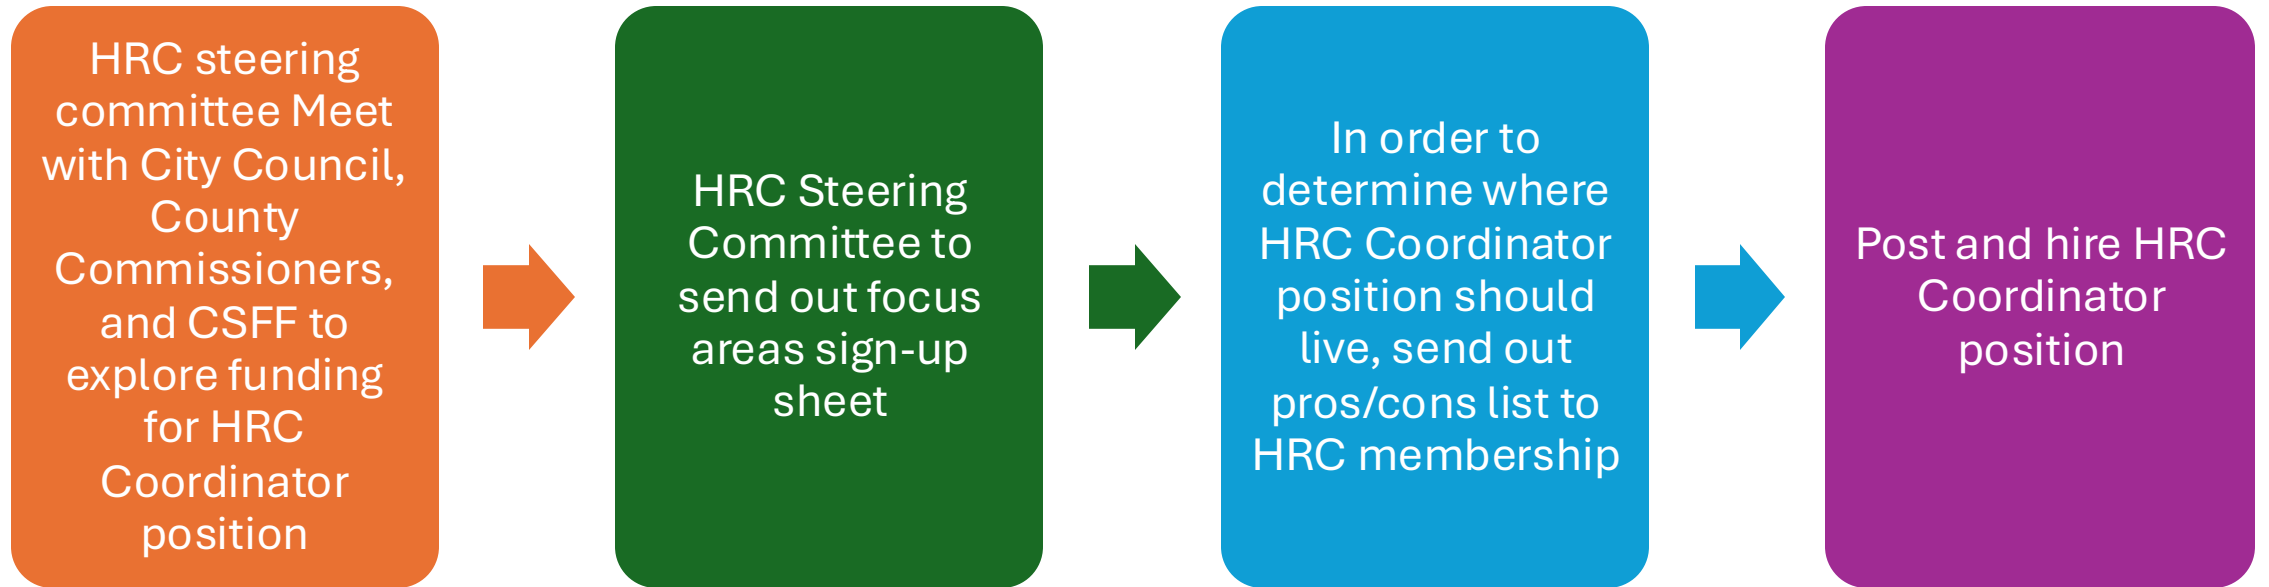 HRC steering
committee Meet
with City Council,
County
Commissioners,
and CSFF to
explore funding
for HRC
Coordinator
position
HRC Steering
Committee to
send out focus
areas sign-up
sheet
In order to
determine where
HRC Coordinator
position should
live, send out
pros/cons list to
HRC membership
Post and hire HRC
Coordinator
position